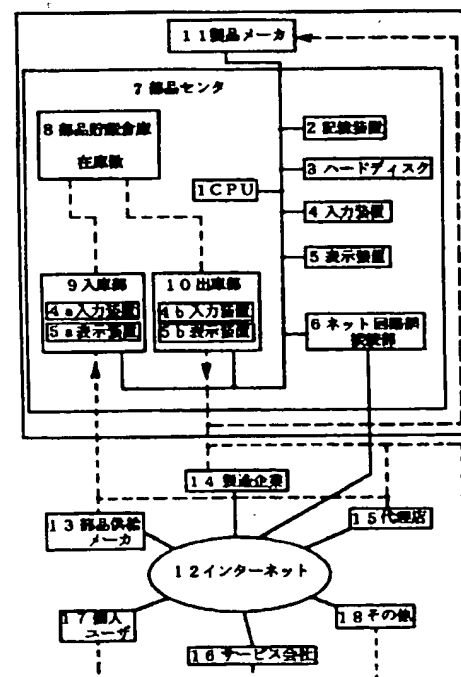 11製品メーカ
7部品センタ
8部品貯蔵倉庫
在庫数
2記憶装置
3ハードディスク
1CPU
4入力装置
5表示装置
9入庫部
4a入力装置
5a表示装置
10出庫部
4b入力装置
5b表示装置
6ネット回路網
接続部
14製造企業
13部品供給
メーカ
15代理店
12インターネット
17個人
ユーザ
18その他
16サービス会社